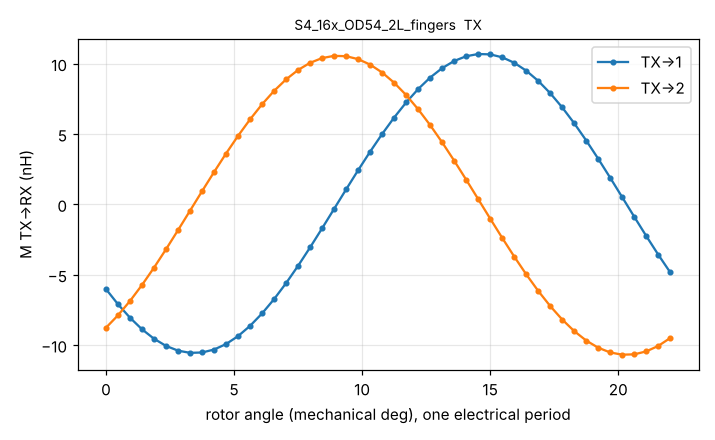 S4_16x_OD54_2L_fingers TX
TX→1
TX→2
M TX→RX (nH)
10
5
0
−5
−10
0 5 10 15 20
rotor angle (mechanical deg), one electrical period